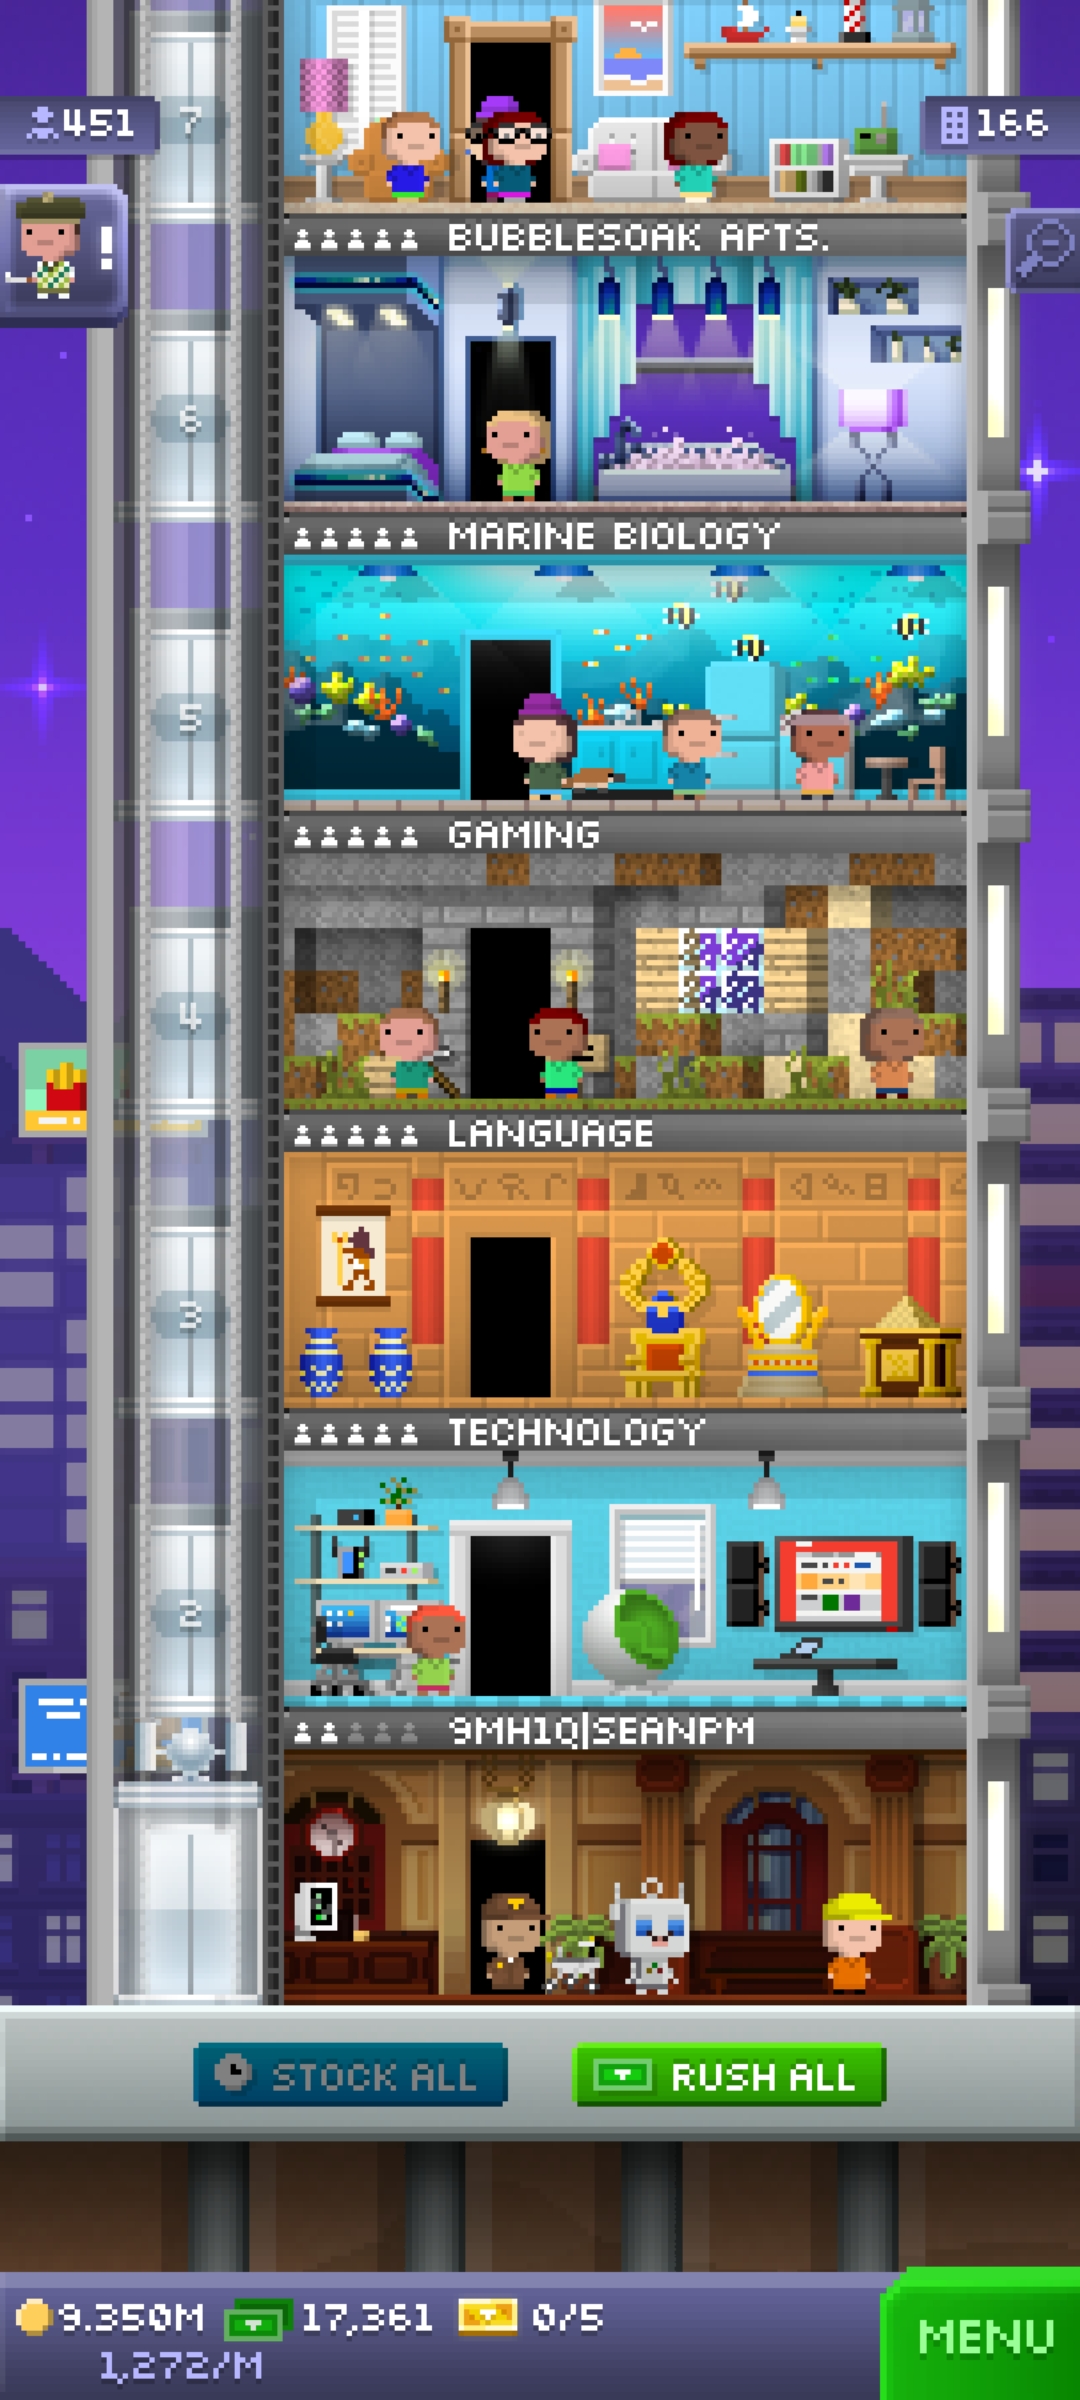 7
451
166
!
BUBBLESOAK APTS.
6
MARINE BIOLOGY
5
GAMING
4
LANGUAGE
3
TECHNOLOGY
2
9MH1Q|SEANPM
STOCK ALL
RUSH ALL
9.350M
17,361
0/5
1,272/M
MENU